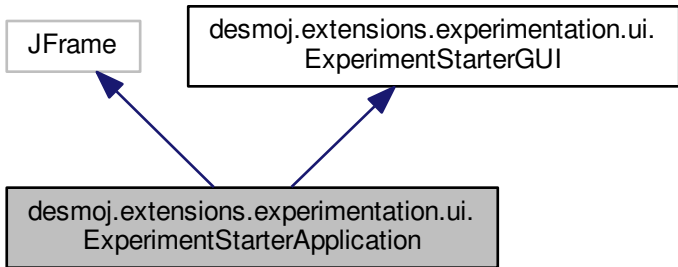 JFrame
desmoj.extensions.experimentation.ui.
ExperimentStarterGUI
desmoj.extensions.experimentation.ui.
ExperimentStarterApplication